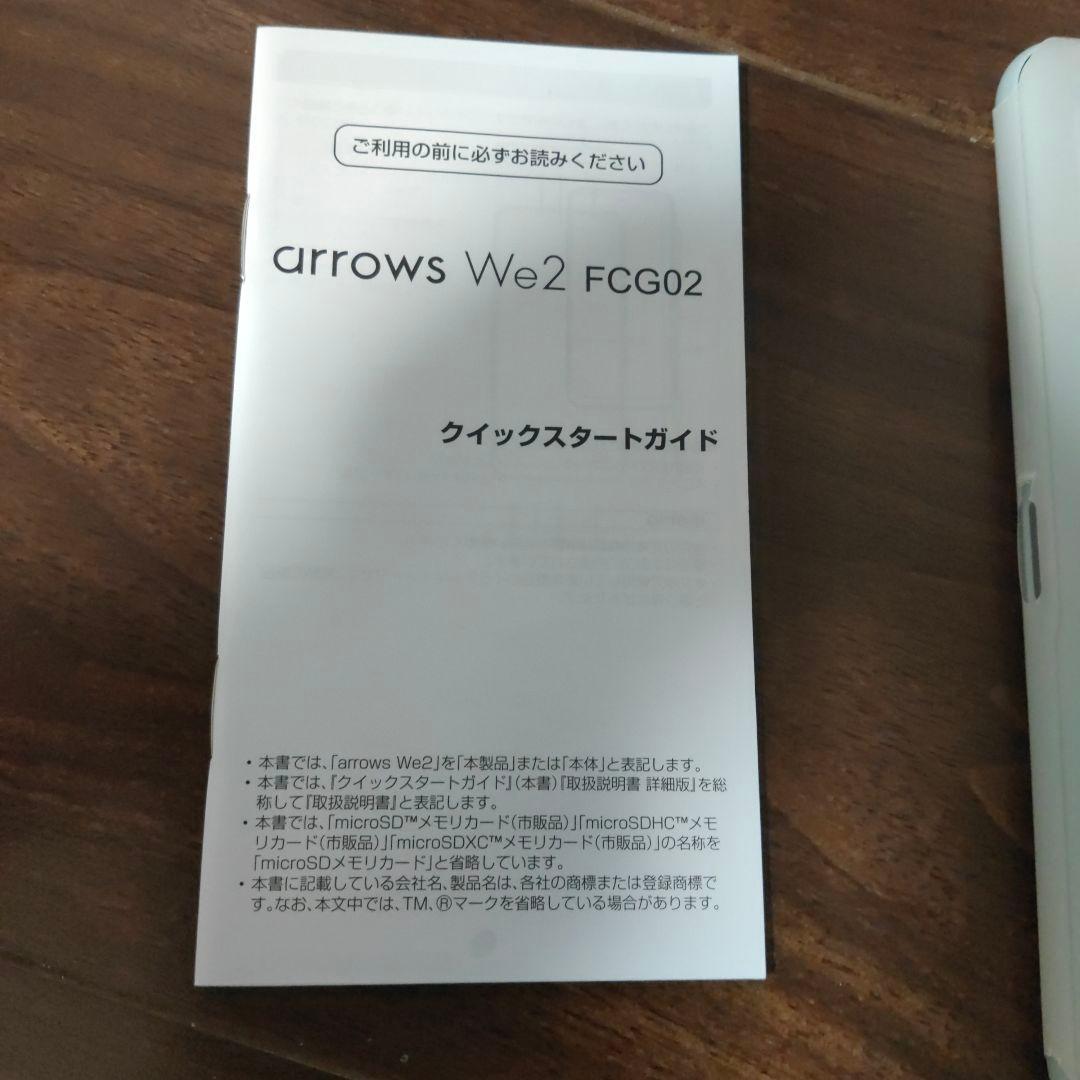 ご利用の前に必ずお読みください
arrows We2 FCG02
クイックスタートガイド
・本書では、｢arrows We2｣を｢本製品｣または｢本体｣と表記します。
・本書では、『クイックスタートガイド』（本書）『取扱説明書 詳細版』を総
称して『取扱説明書』と表記します。
・本書では、｢microSD™メモリカード（市販品）｣｢microSDHC™メモ
リカード（市販品）｣｢microSDXC™メモリカード（市販品）｣の名称を
｢microSDメモリカード｣と省略しています。
・本書に記載している会社名、製品名は、各社の商標または登録商標で
す。なお、本文中では、TM、®マークを省略している場合があります。